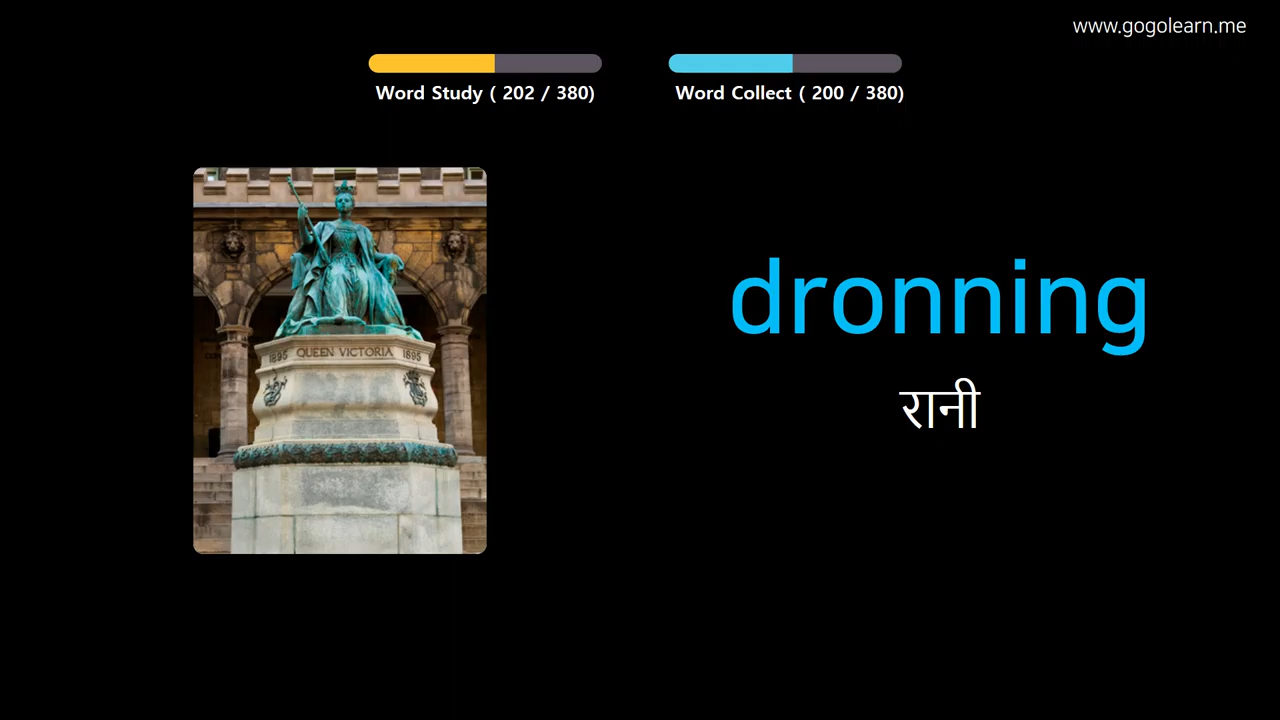 www.gogolearn.me
Word Study ( 202 / 380)
Word Collect ( 200 / 380)
1895 QUEEN VICTORIA 1895
dronning
रानी